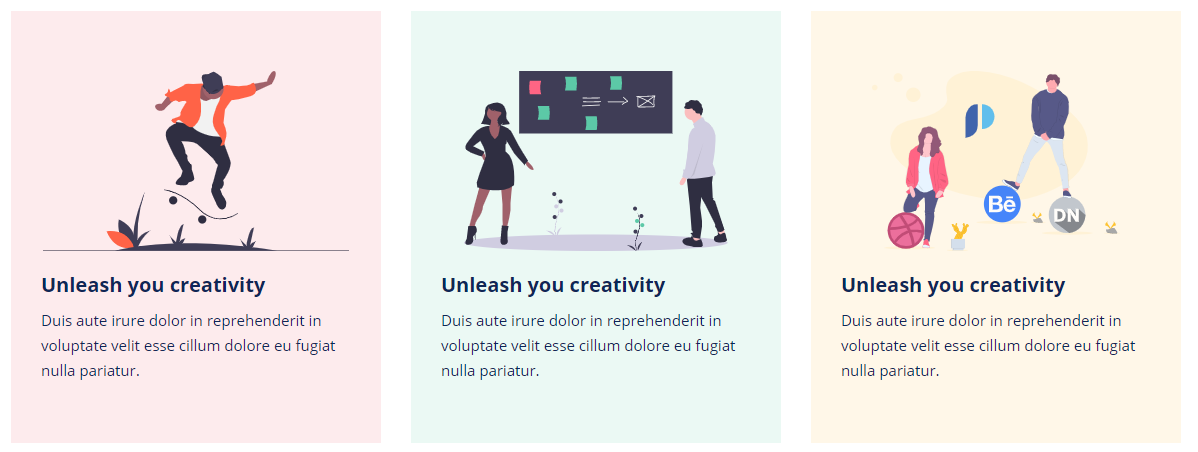 Unleash you creativity
Duis aute irure dolor in reprehenderit in
voluptate velit esse cillum dolore eu fugiat
nulla pariatur.
Unleash you creativity
Duis aute irure dolor in reprehenderit in
voluptate velit esse cillum dolore eu fugiat
nulla pariatur.
Bē
DN
Unleash you creativity
Duis aute irure dolor in reprehenderit in
voluptate velit esse cillum dolore eu fugiat
nulla pariatur.